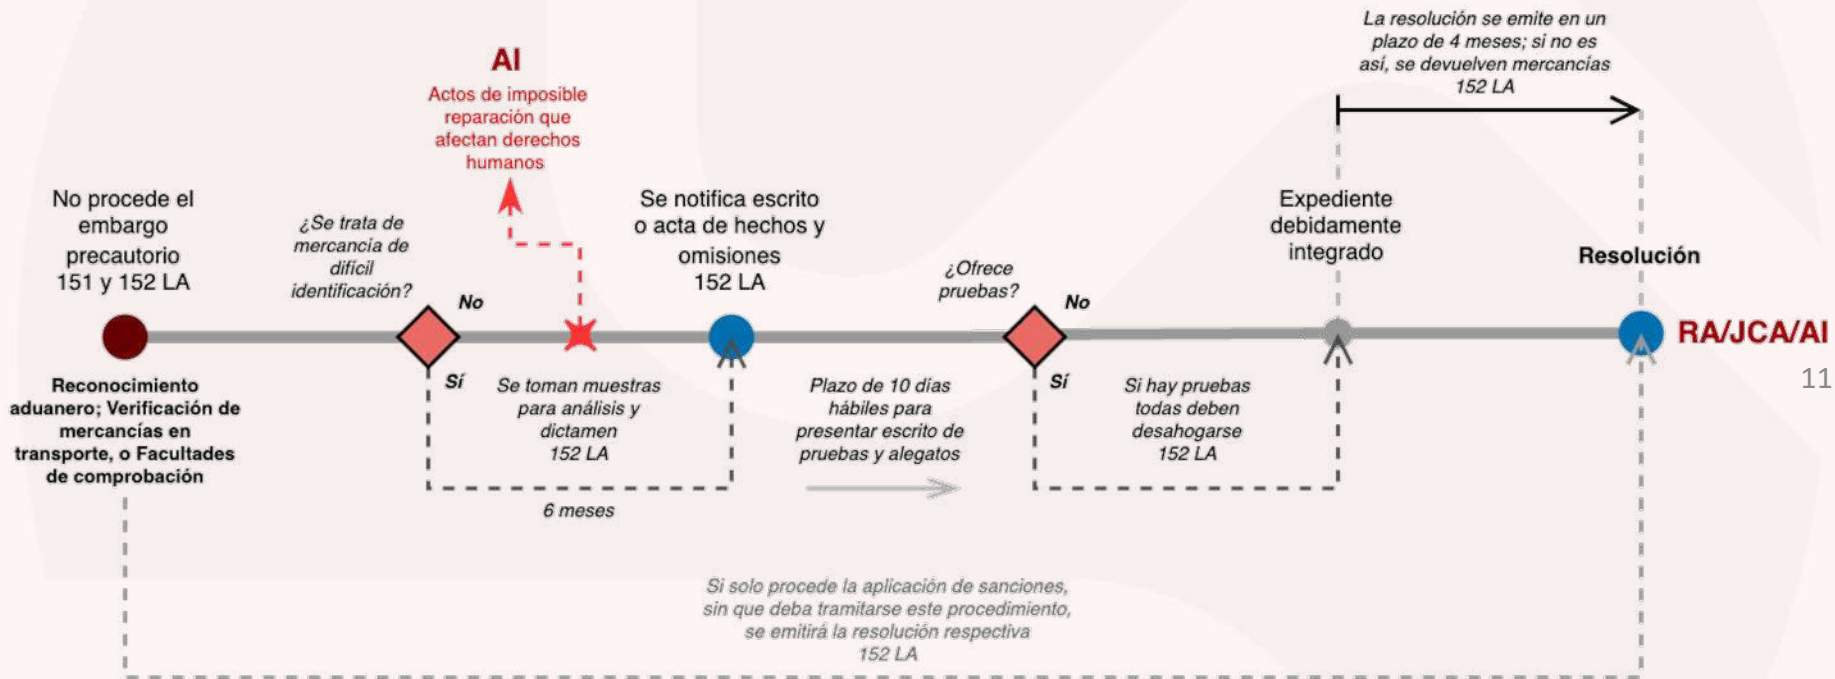 La resolución se emite en un
plazo de 4 meses; si no es
así, se devuelven mercancías
152 LA
AI
Actos de imposible
reparación que
afectan derechos
humanos
No procede el
embargo
precautorio
151 y 152 LA
¿Se trata de
mercancía de
difícil
identificación?
No
Sí
Se notifica escrito
o acta de hechos y
omisiones
152 LA
¿Ofrece
pruebas?
No
Sí
Expediente
debidamente
integrado
Resolución
RA/JCA/AI
11
Reconocimiento
aduanero; Verificación de
mercancías en
transporte, o Facultades
de comprobación
Se toman muestras
para análisis y
dictamen
152 LA
6 meses
Plazo de 10 días
hábiles para
presentar escrito de
pruebas y alegatos
Si hay pruebas
todas deben
desahogarse
152 LA
Si solo procede la aplicación de sanciones,
sin que deba tramitarse este procedimiento,
se emitirá la resolución respectiva
152 LA